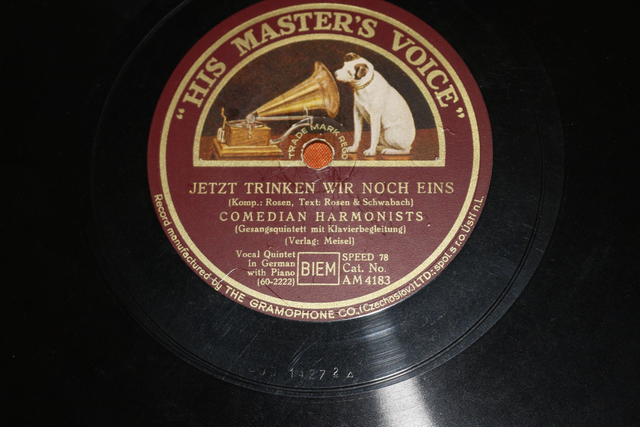 "HIS MASTER'S VOICE"
TRADE MARK REGD
JETZT TRINKEN WIR NOCH EINS
(Komp.: Rosen, Text: Rosen & Schwabach)
COMEDIAN HARMONISTS
(Gesangsquintett mit Klavierbegleitung)
(Verlag: Meisel)
Vocal Quintet
In German
with Piano
(60-2222)
BIEM
SPEED 78
Cat. No.
AM 4183
Record manufactured by THE GRAMOPHONE CO.(Czechoslov.) LTD.: spol. s r.o. Ústí n.L.